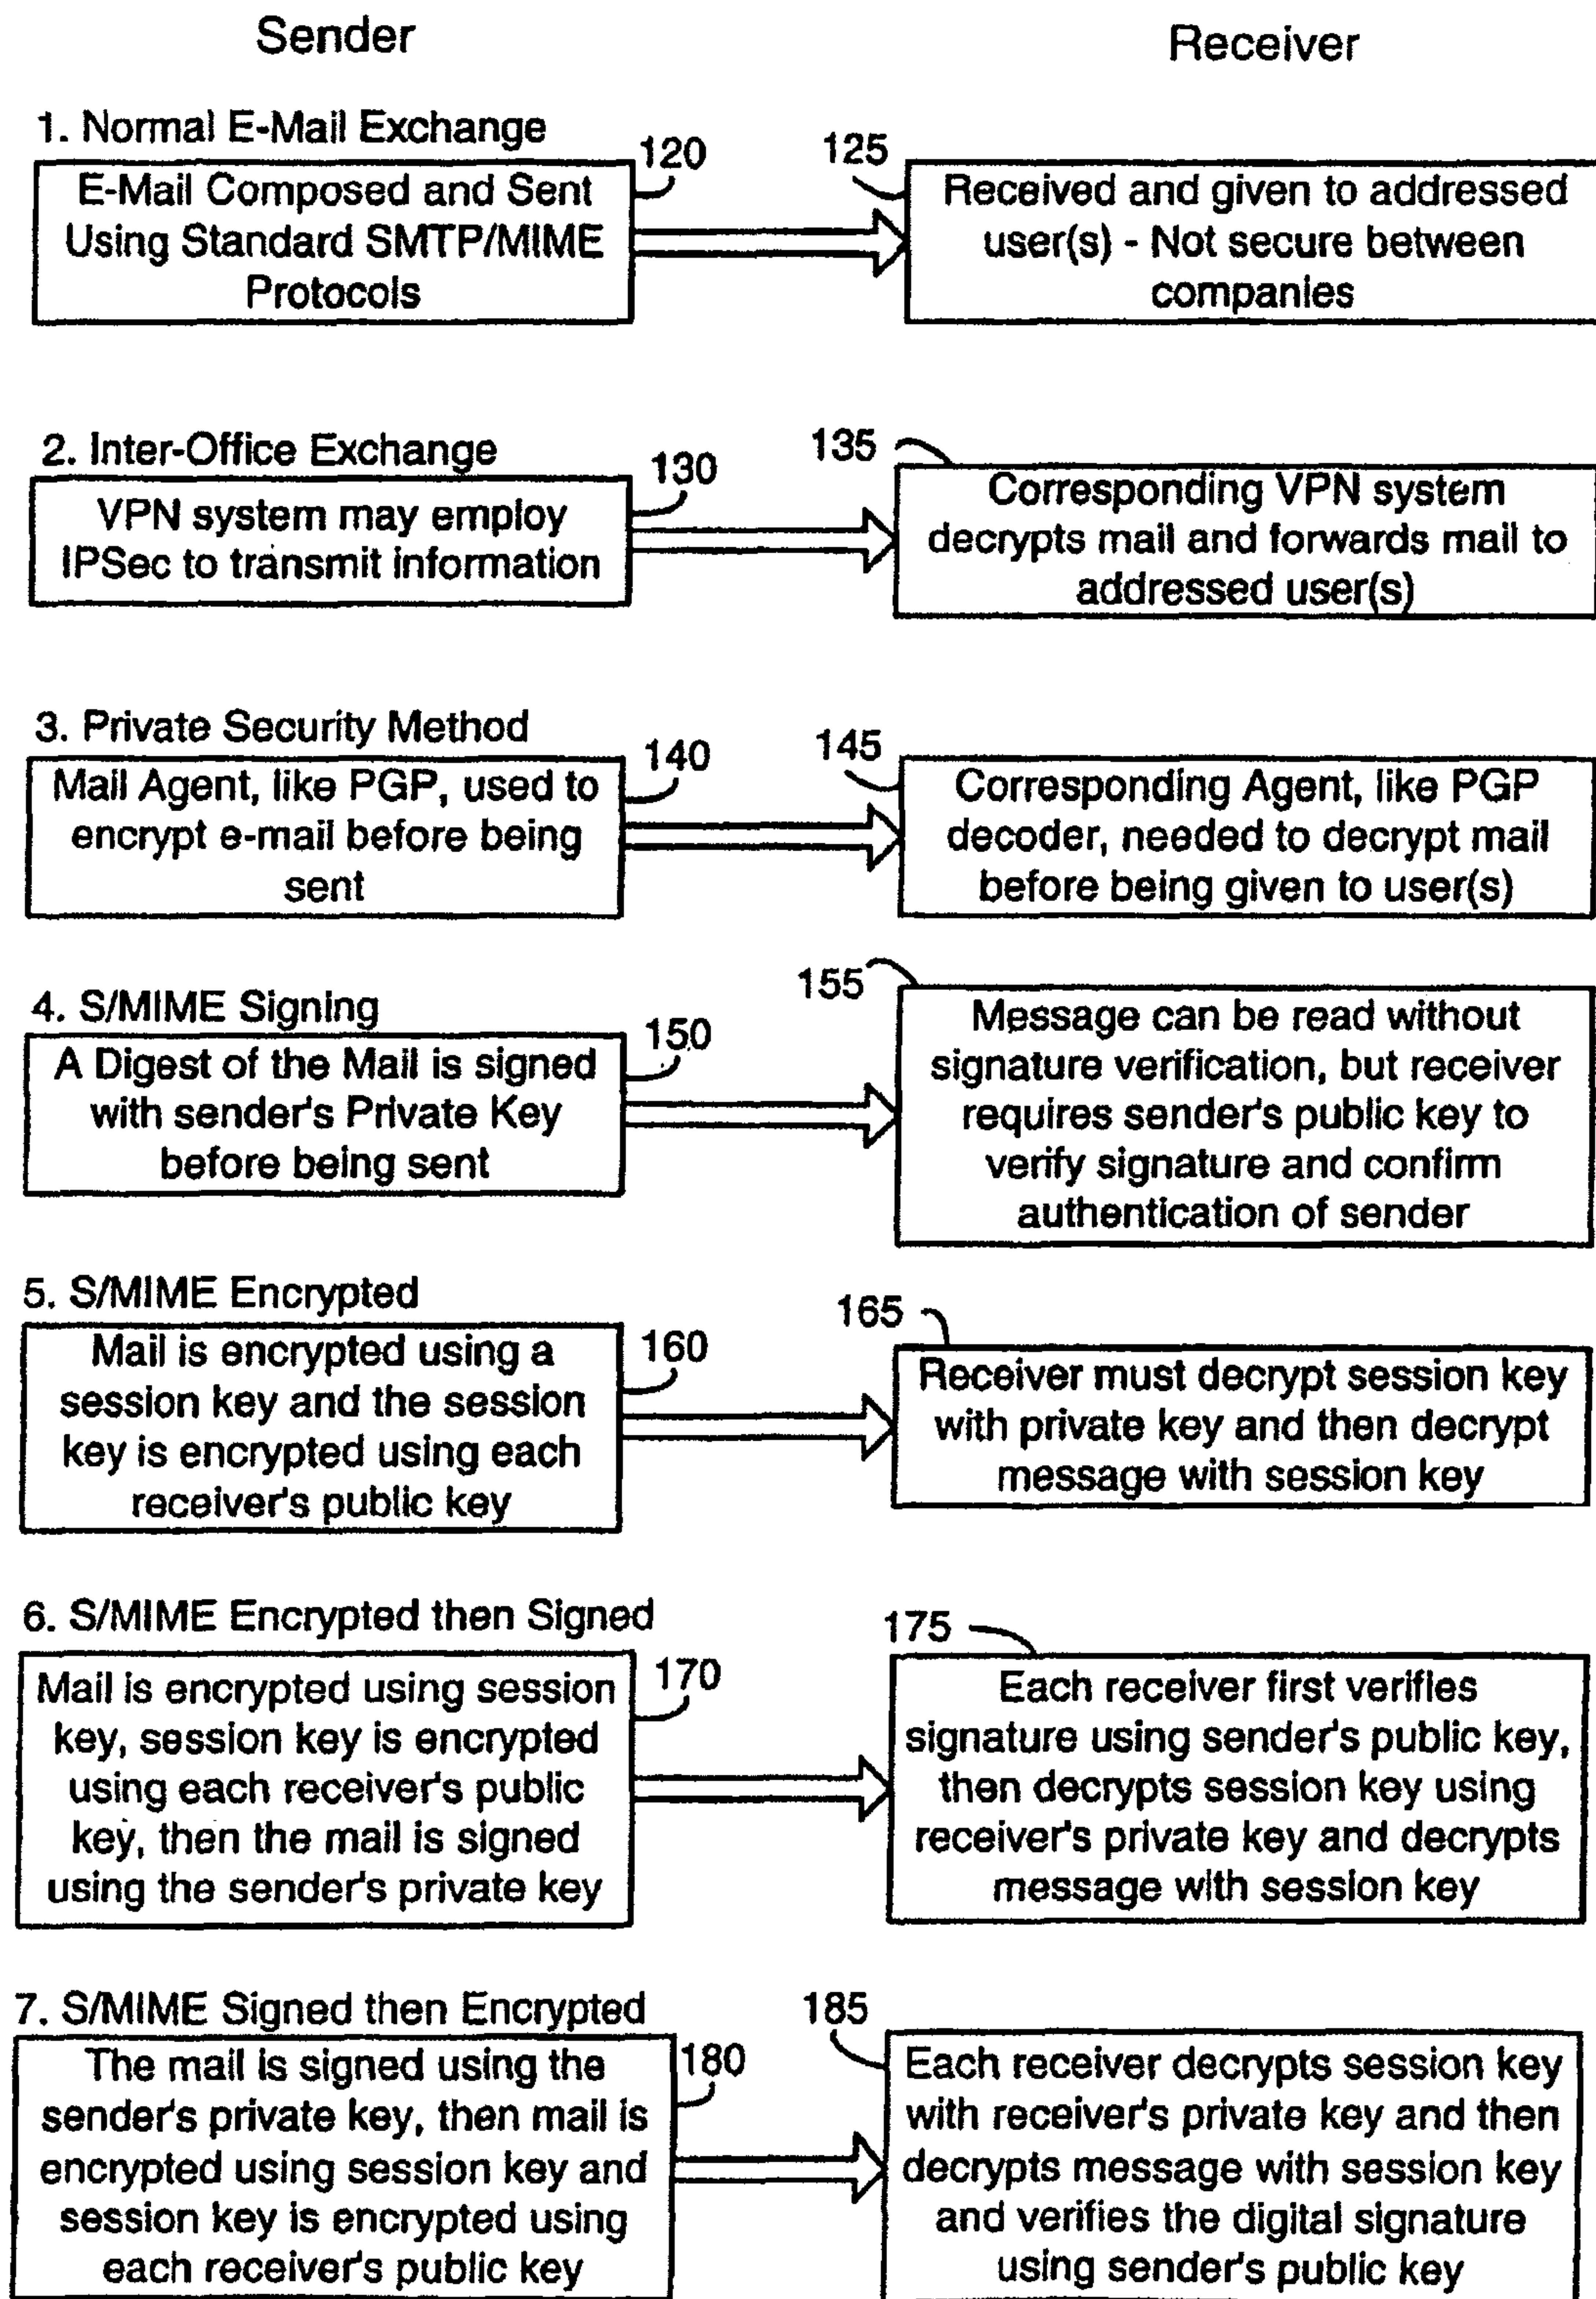 Sender
Receiver
1. Normal E-Mail Exchange
120
E-Mail Composed and Sent
Using Standard SMTP/MIME
Protocols
125
Received and given to addressed
user(s) - Not secure between
companies
2. Inter-Office Exchange
130
VPN system may employ
IPSec to transmit information
135
Corresponding VPN system
decrypts mail and forwards mail to
addressed user(s)
3. Private Security Method
140
Mail Agent, like PGP, used to
encrypt e-mail before being
sent
145
Corresponding Agent, like PGP
decoder, needed to decrypt mail
before being given to user(s)
4. S/MIME Signing
150
A Digest of the Mail is signed
with sender's Private Key
before being sent
155
Message can be read without
signature verification, but receiver
requires sender's public key to
verify signature and confirm
authentication of sender
5. S/MIME Encrypted
160
Mail is encrypted using a
session key and the session
key is encrypted using each
receiver's public key
165
Receiver must decrypt session key
with private key and then decrypt
message with session key
6. S/MIME Encrypted then Signed
170
Mail is encrypted using session
key, session key is encrypted
using each receiver's public
key, then the mail is signed
using the sender's private key
175
Each receiver first verifies
signature using sender's public key,
then decrypts session key using
receiver's private key and decrypts
message with session key
7. S/MIME Signed then Encrypted
180
The mail is signed using the
sender's private key, then mail is
encrypted using session key and
session key is encrypted using
each receiver's public key
185
Each receiver decrypts session key
with receiver's private key and then
decrypts message with session key
and verifies the digital signature
using sender's public key